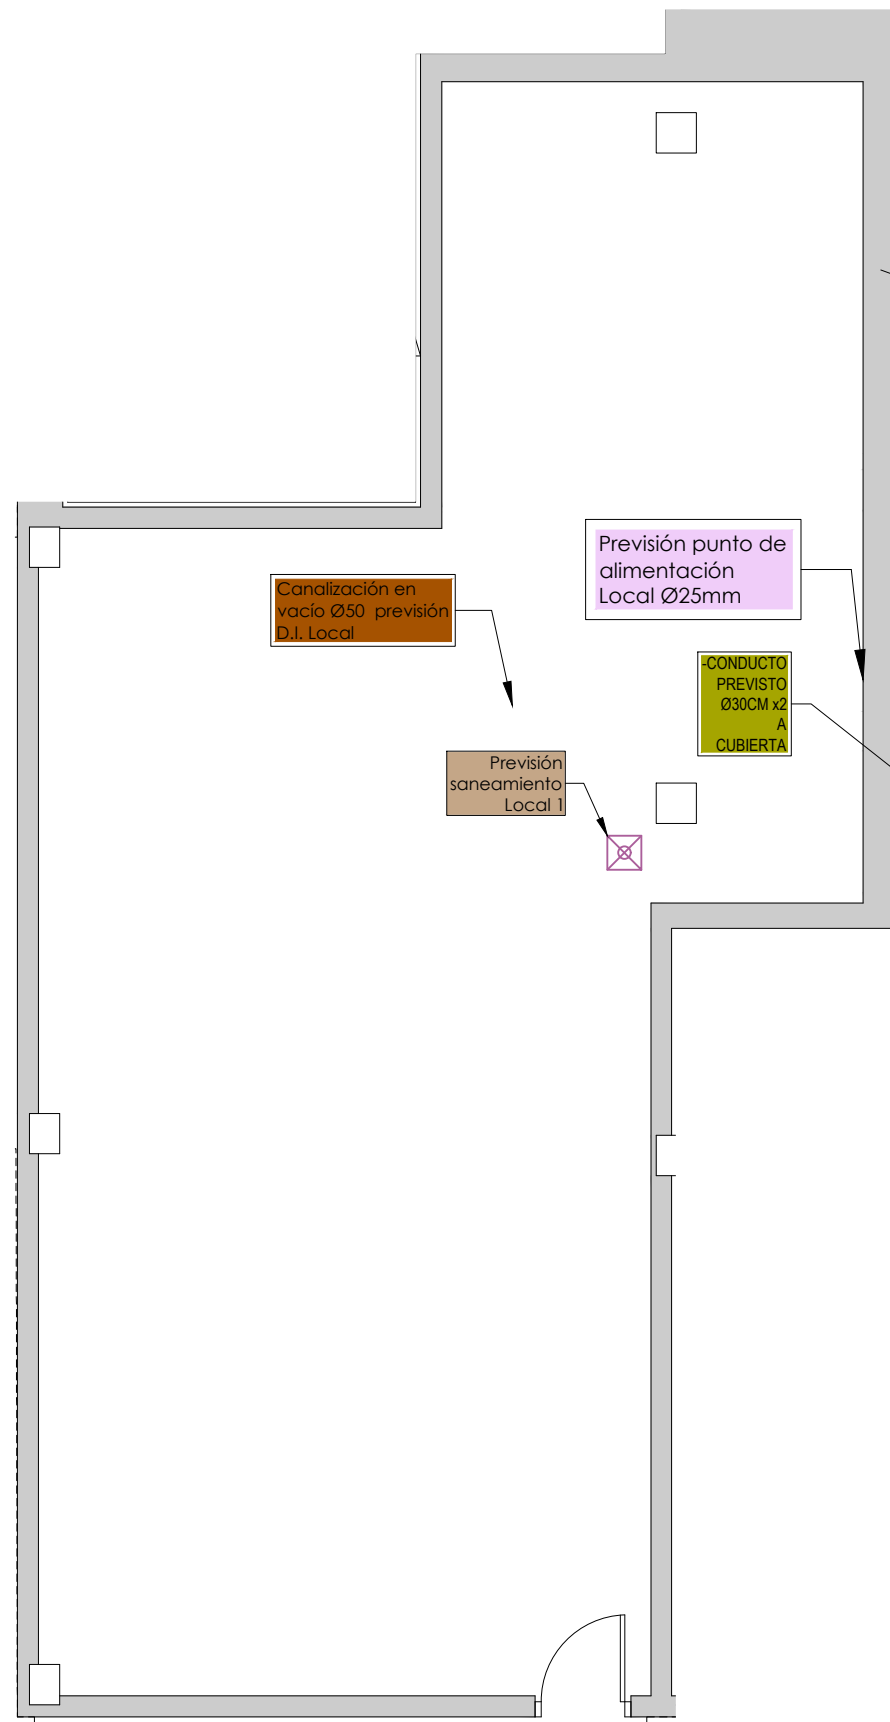 Previsión punto de
alimentación
Local Ø25mm
Canalización en
vacío Ø50 previsión
D.I. Local
-CONDUCTO
PREVISTO
Ø30CM x2
A
CUBIERTA
Previsión
saneamiento
Local 1